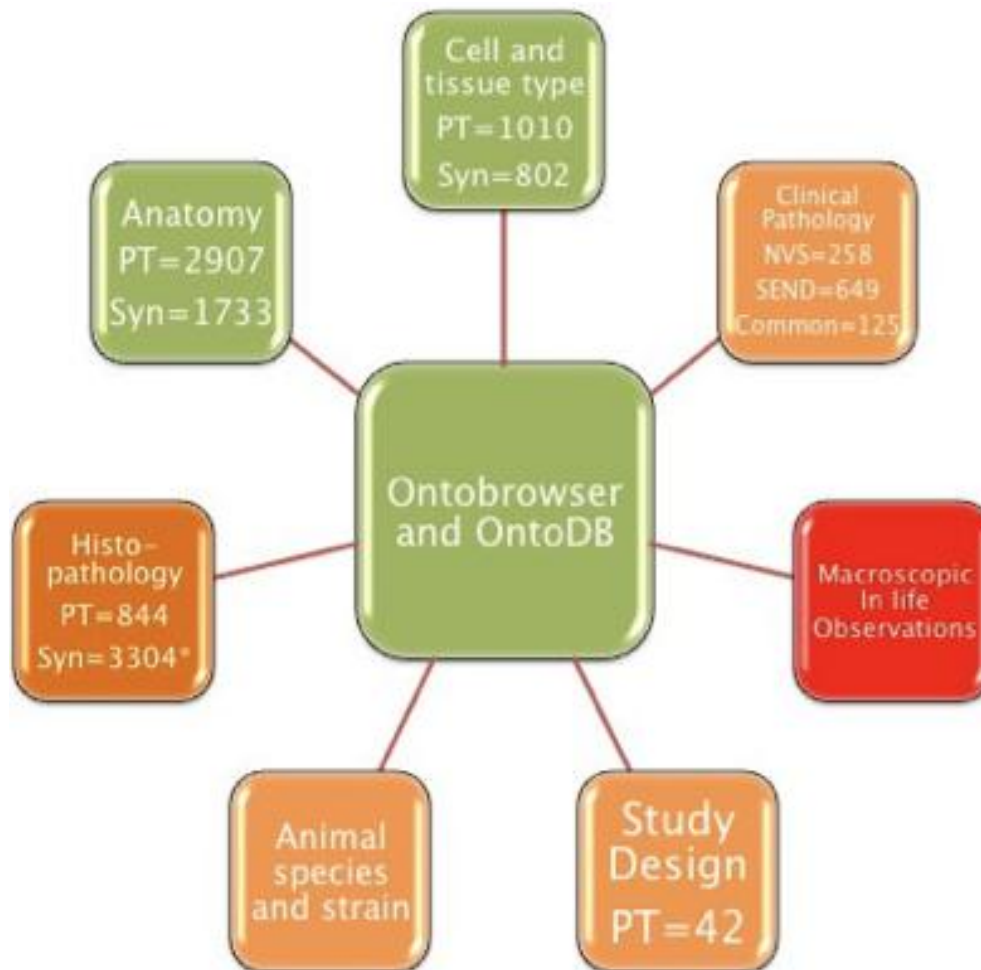 Cell and
tissue type
PT=1010
Syn=802
Anatomy
PT=2907
Syn=1733
Clinical
Pathology
NVS=258
SEND=649
Common=125
Ontobrowser
and OntoDB
Histo-
pathology
PT=844
Syn=3304*
Macroscopic
In life
Observations
Animal
species
and strain
Study
Design
PT=42